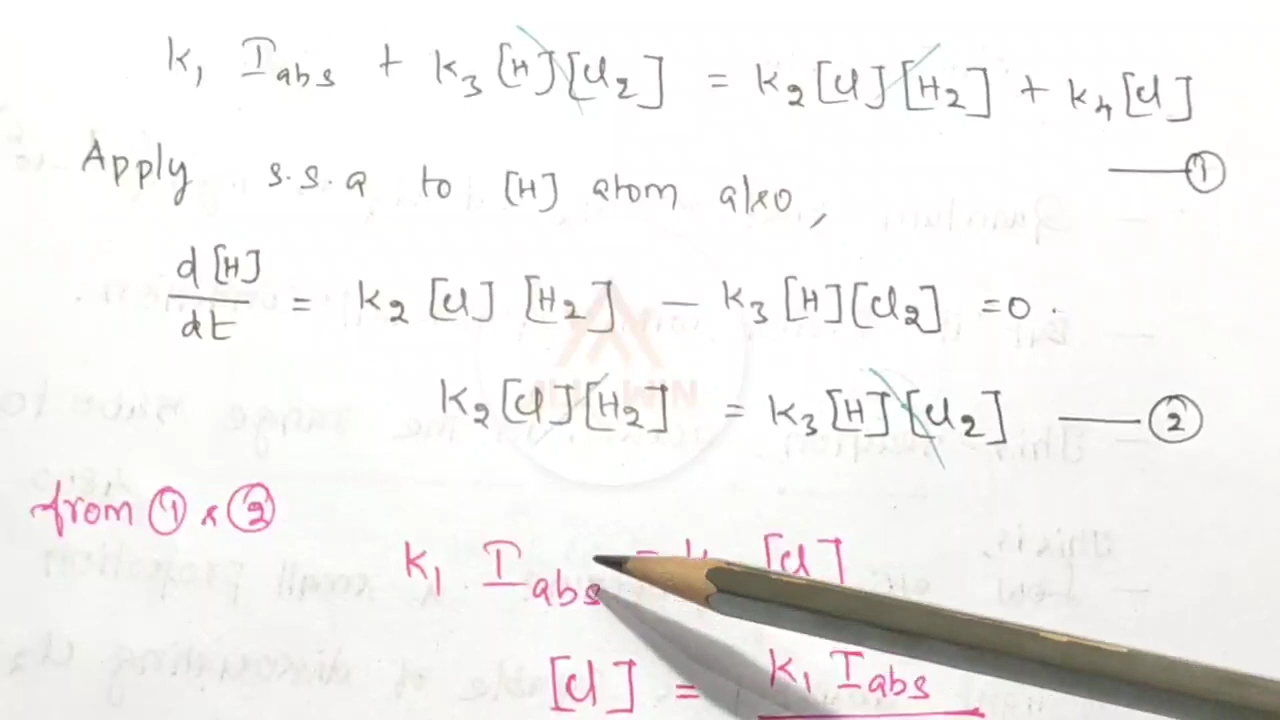 k₁ Iabs + k₃ [H][Cl₂] = k₂[Cl][H₂] + k₄[Cl]
①
Apply s.s.a to [H] atom also,
d[H]/dt = k₂ [Cl] [H₂] — k₃ [H][Cl₂] = 0.
k₂[Cl][H₂] = k₃[H][Cl₂] — ②
from ① & ②
k₁ Iabs = [Cl]
[Cl] = k₁ Iabs